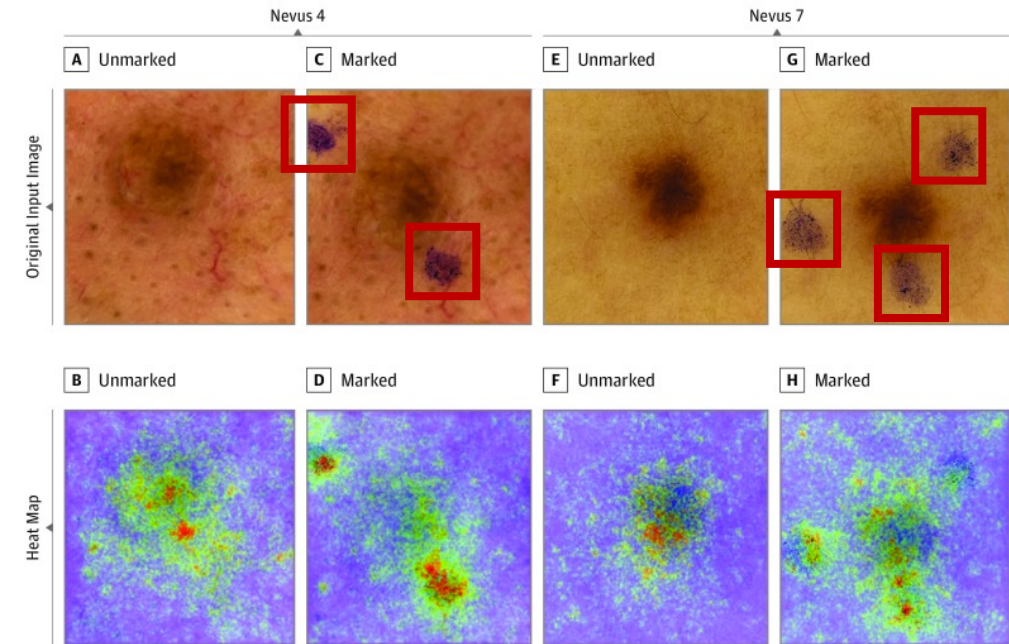 Nevus 4
Nevus 7
A Unmarked
C Marked
E Unmarked
G Marked
Original Input Image
B Unmarked
D Marked
F Unmarked
H Marked
Heat Map